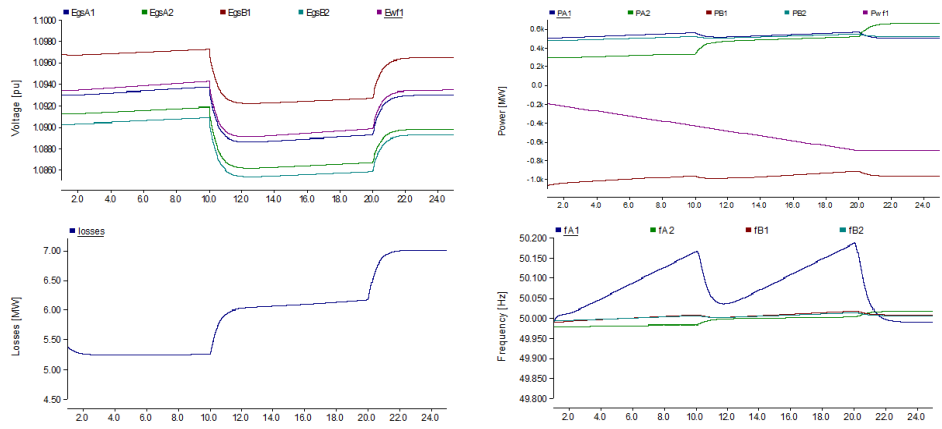 EgsA1 EgsA2 EgsB1 EgsB2 Ewf1
1.1000
1.0980
1.0960
1.0940
1.0920
1.0900
1.0880
1.0860
Voltage [pu]
2.0 4.0 6.0 8.0 10.0 12.0 14.0 16.0 18.0 20.0 22.0 24.0
PA1 PA2 PB1 PB2 Pwf1
0.6k
0.4k
0.2k
0.0
-0.2k
-0.4k
-0.6k
-0.8k
-1.0k
Power [MW]
2.0 4.0 6.0 8.0 10.0 12.0 14.0 16.0 18.0 20.0 22.0 24.0
losses
7.00
6.00
5.00
4.50
Losses [MW]
2.0 4.0 6.0 8.0 10.0 12.0 14.0 16.0 18.0 20.0 22.0 24.0
fA1 fA2 fB1 fB2
50.200
50.150
50.100
50.050
50.000
49.950
49.900
49.850
49.800
Frequency [Hz]
2.0 4.0 6.0 8.0 10.0 12.0 14.0 16.0 18.0 20.0 22.0 24.0